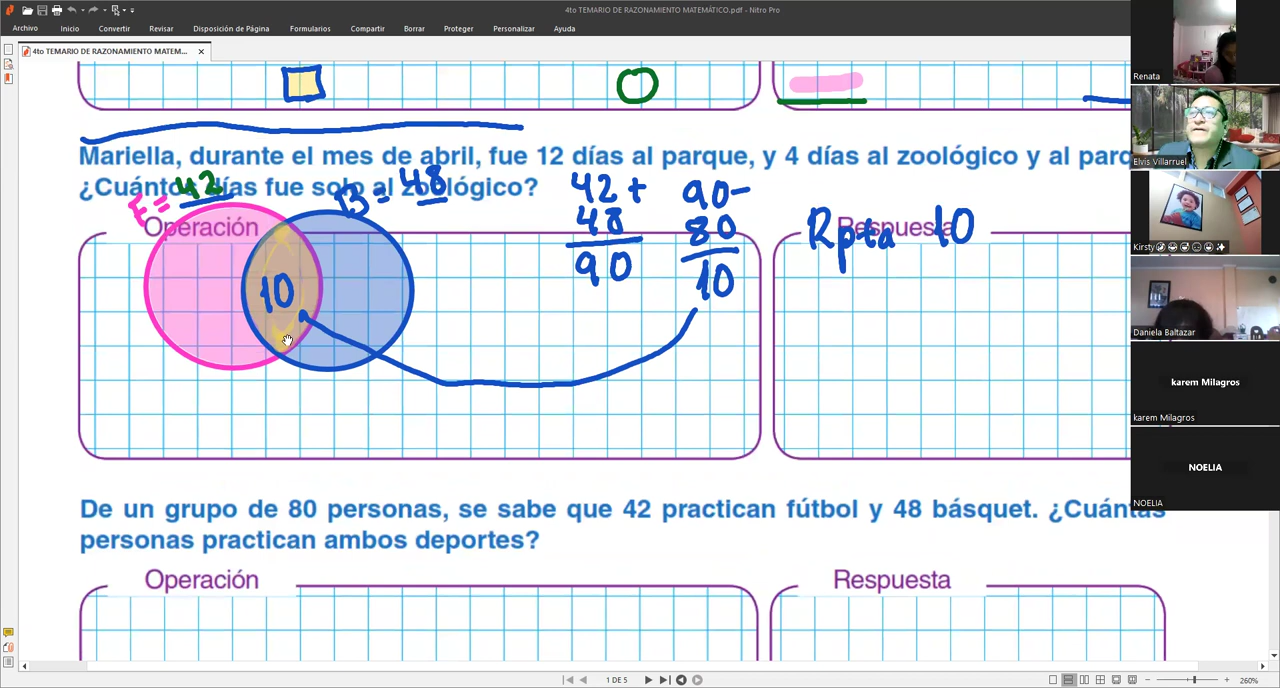 4to TEMARIO DE RAZONAMIENTO MATEMÁTICO.pdf - Nitro Pro
Archivo Inicio Convertir Revisar Disposición de Página Formularios Compartir Borrar Proteger Personalizar Ayuda
4to TEMARIO DE RAZONAMIENTO MATEM... ×
Mariella, durante el mes de abril, fue 12 días al parque, y 4 días al zoológico y al
¿Cuántos días fue solo al zoológico?
F = 42
B = 48
Operación
10
42 +
48
90
90 -
80
10
Respuesta
Rpta 10
De un grupo de 80 personas, se sabe que 42 practican fútbol y 48 básquet. ¿Cuántas
personas practican ambos deportes?
Operación
Respuesta
1 DE 5
260%
Renata
Elvis Villarruel
Kirsty
Daniela Baltazar
karem Milagros
karem Milagros
NOELIA
NOELIA